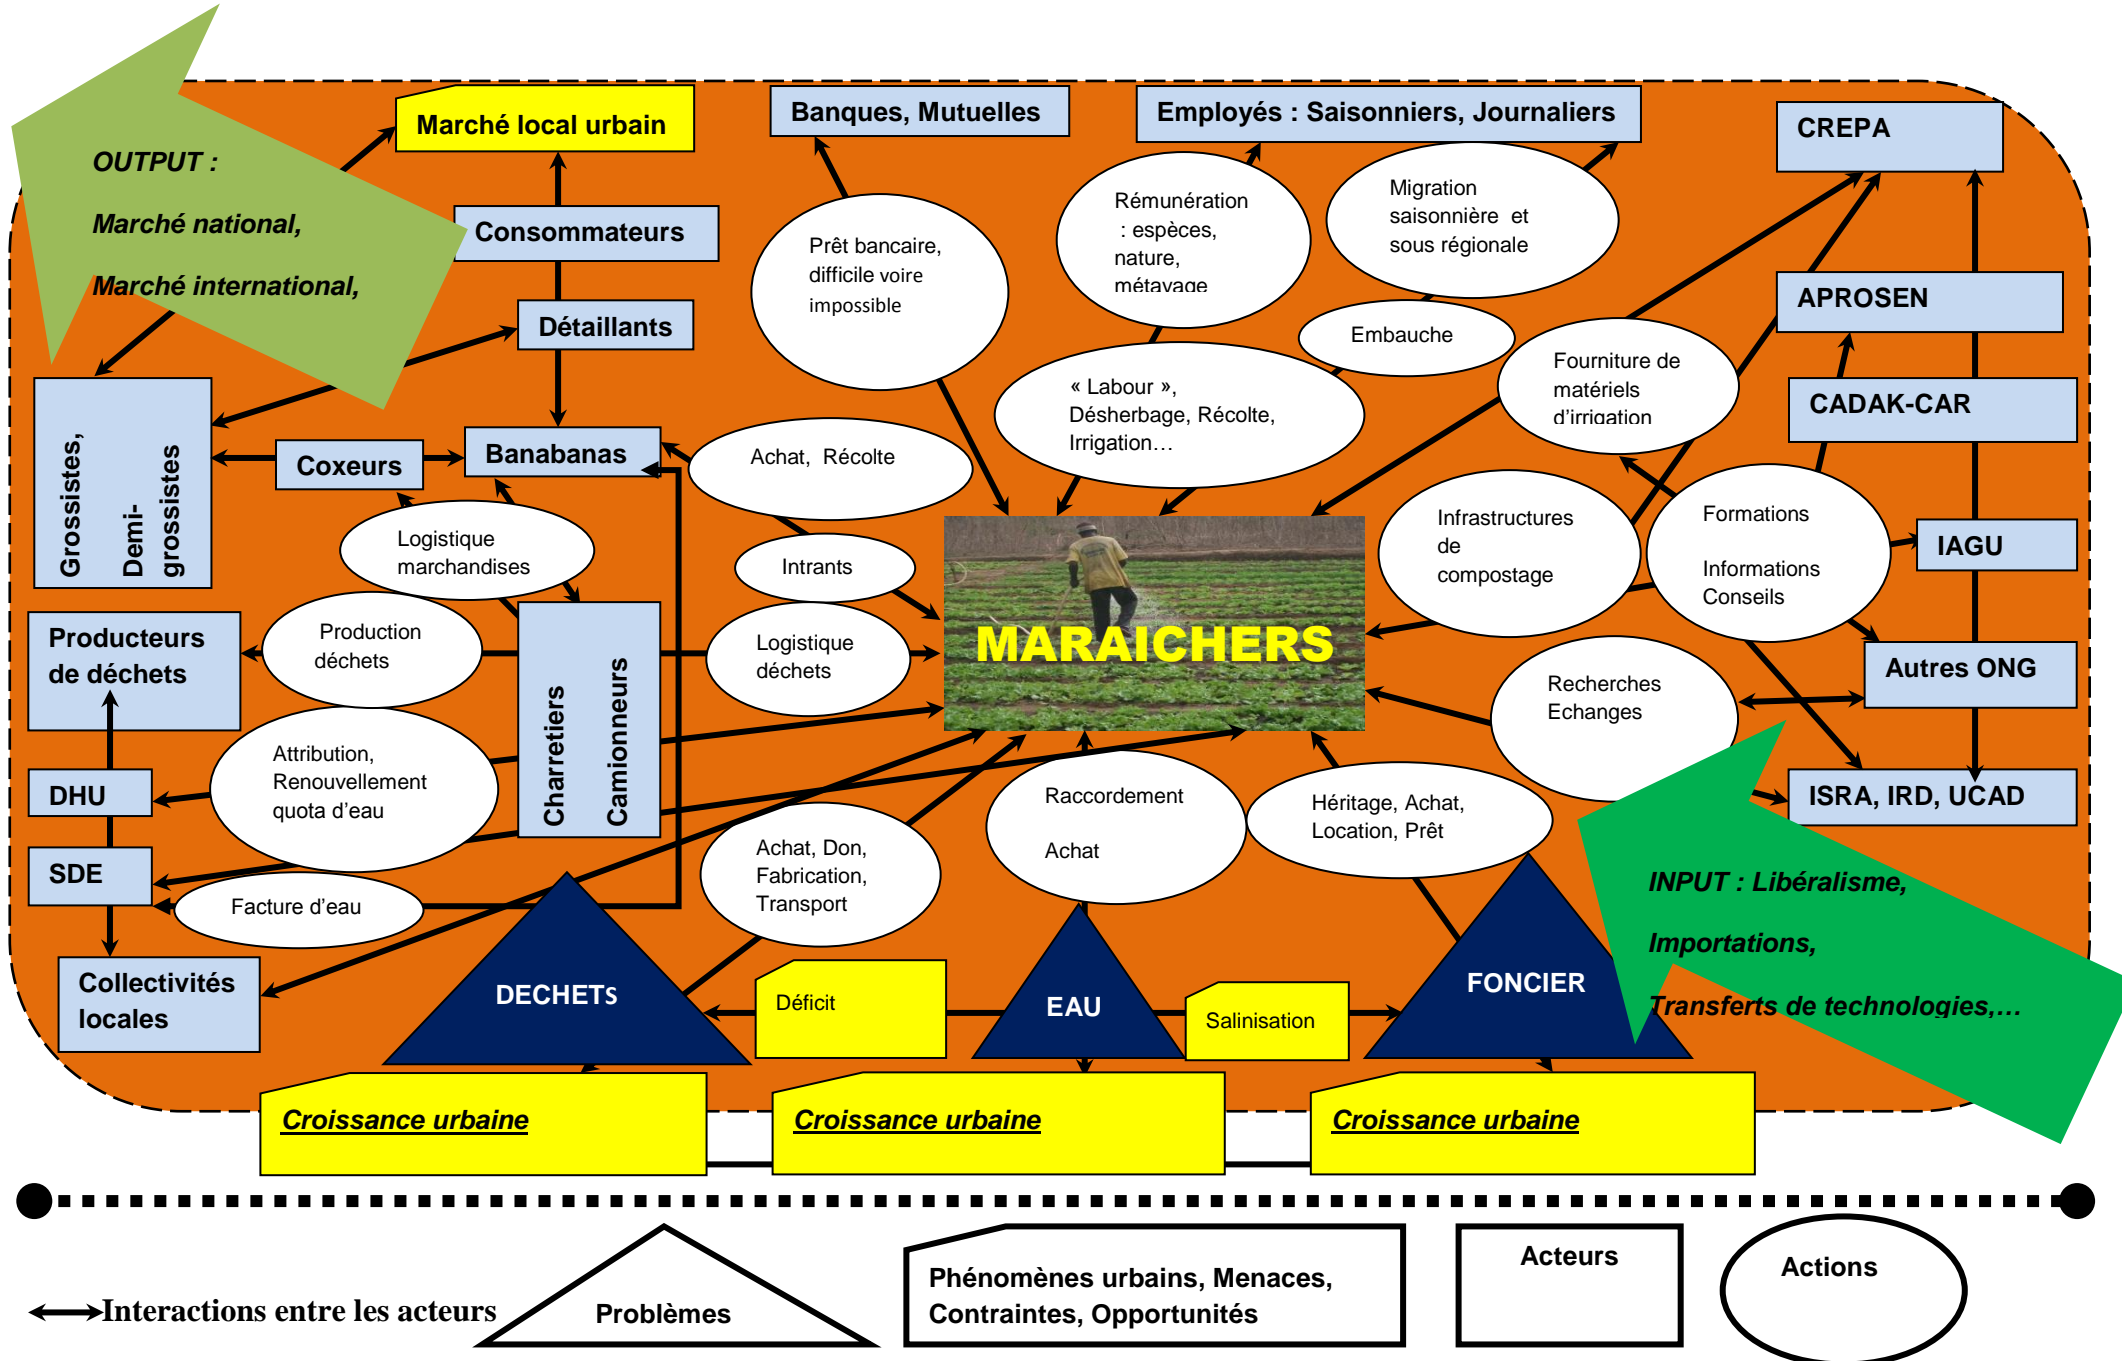 OUTPUT :
Marché national,
Marché international,
Marché local urbain
Banques, Mutuelles
Employés : Saisonniers, Journaliers
CREPA
Consommateurs
Prêt bancaire,
difficile voire
impossible
Rémunération
: espèces,
nature,
métayage
Migration
saisonnière et
sous régionale
APROSEN
Détaillants
Embauche
Fourniture de
matériels
d'irrigation
« Labour »,
Désherbage, Récolte,
Irrigation…
CADAK-CAR
Grossistes,
Demi-
grossistes
Coxeurs
Banabanas
Achat, Récolte
Logistique
marchandises
Intrants
Infrastructures
de
compostage
Formations
Informations
Conseils
IAGU
Producteurs
de déchets
Production
déchets
Charretiers
Camionneurs
Logistique
déchets
MARAICHERS
Recherches
Echanges
Autres ONG
Attribution,
Renouvellement
quota d'eau
DHU
Raccordement
Achat
Héritage, Achat,
Location, Prêt
ISRA, IRD, UCAD
SDE
Facture d'eau
Achat, Don,
Fabrication,
Transport
INPUT : Libéralisme,
Importations,
Transferts de technologies,…
Collectivités
locales
DECHETS
Déficit
EAU
Salinisation
FONCIER
Croissance urbaine
Croissance urbaine
Croissance urbaine
Interactions entre les acteurs
Problèmes
Phénomènes urbains, Menaces,
Contraintes, Opportunités
Acteurs
Actions